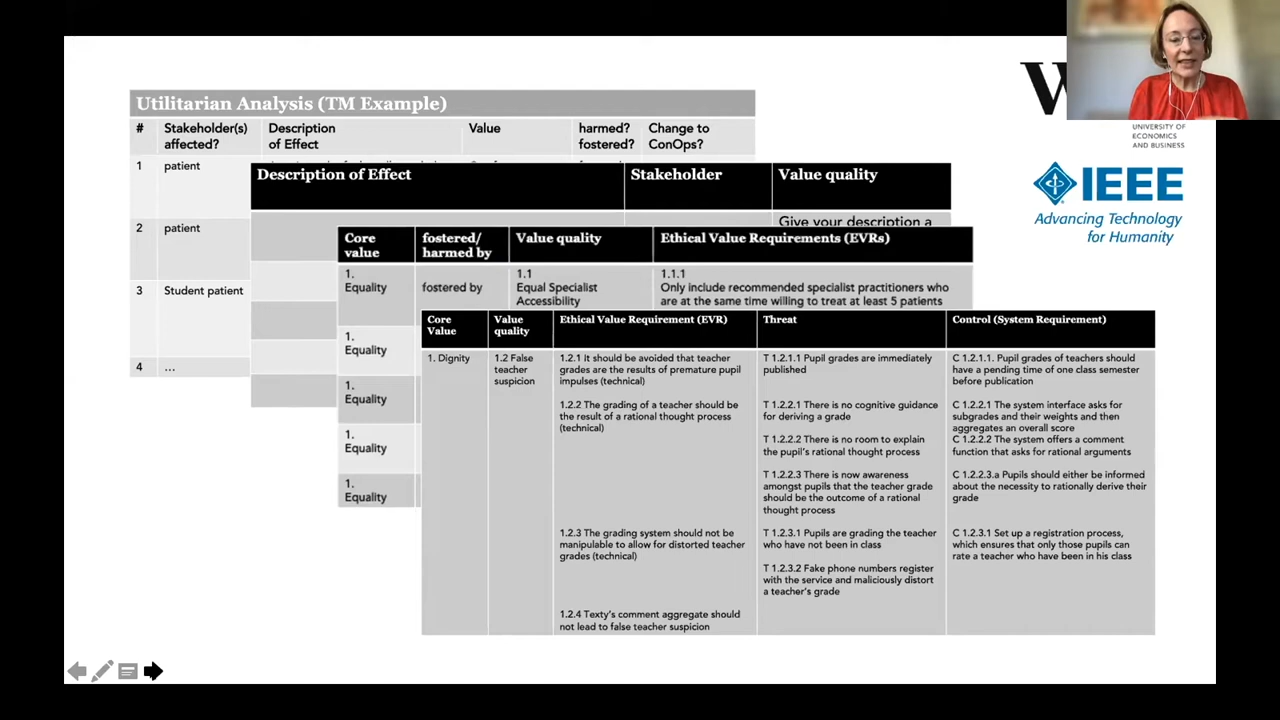 Utilitarian Analysis (TM Example)
# Stakeholder(s) affected? Description of Effect Value harmed? fostered? Change to ConOps?
1 patient
2 patient
3 Student patient
4 ...
Description of Effect Stakeholder Value quality
Give your description a
Core value fostered/ harmed by Value quality Ethical Value Requirements (EVRs)
1. Equality fostered by 1.1 Equal Specialist Accessibility 1.1.1 Only include recommended specialist practitioners who are at the same time willing to treat at least 5 patients
1. Equality
1. Equality
1. Equality
1. Equality
Core Value Value quality Ethical Value Requirement (EVR) Threat Control (System Requirement)
1. Dignity 1.2 False teacher suspicion
1.2.1 It should be avoided that teacher grades are the results of premature pupil impulses (technical)
T 1.2.1.1 Pupil grades are immediately published
C 1.2.1.1. Pupil grades of teachers should have a pending time of one class semester before publication
1.2.2 The grading of a teacher should be the result of a rational thought process (technical)
T 1.2.2.1 There is no cognitive guidance for deriving a grade
C 1.2.2.1 The system interface asks for subgrades and their weights and then aggregates an overall score
T 1.2.2.2 There is no room to explain the pupil's rational thought process
C 1.2.2.2 The system offers a comment function that asks for rational arguments
T 1.2.2.3 There is now awareness amongst pupils that the teacher grade should be the outcome of a rational thought process
C 1.2.2.3.a Pupils should either be informed about the necessity to rationally derive their grade
1.2.3 The grading system should not be manipulable to allow for distorted teacher grades (technical)
T 1.2.3.1 Pupils are grading the teacher who have not been in class
C 1.2.3.1 Set up a registration process, which ensures that only those pupils can rate a teacher who have been in his class
T 1.2.3.2 Fake phone numbers register with the service and maliciously distort a teacher's grade
1.2.4 Texty's comment aggregate should not lead to false teacher suspicion
UNIVERSITY OF
ECONOMICS
AND BUSINESS
IEEE
Advancing Technology
for Humanity